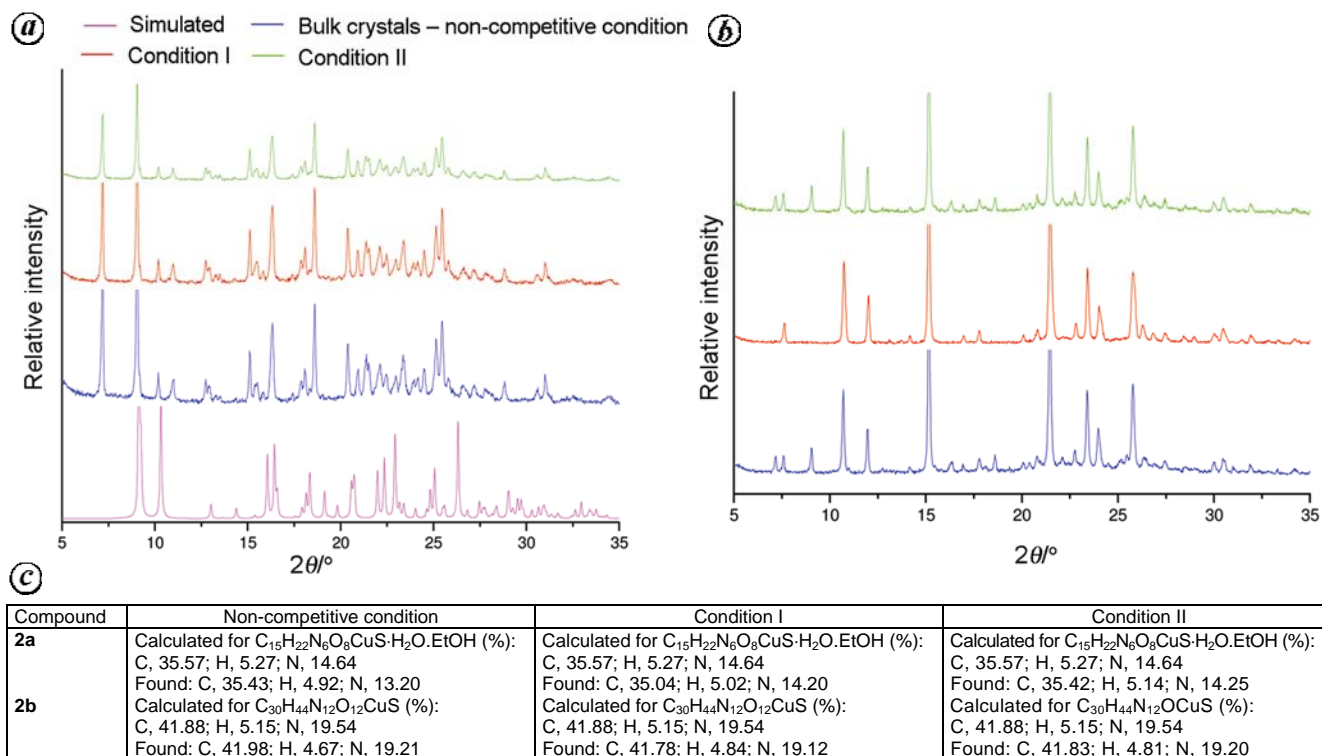 a
Simulated
Bulk crystals – non-competitive condition
Condition I
Condition II
Relative intensity
5 10 15 20 25 30 35
2θ/°
b
Relative intensity
5 10 15 20 25 30 35
2θ/°
c
Compound Non-competitive condition Condition I Condition II
2a Calculated for C₁₅H₂₂N₆O₈CuS·H₂O.EtOH (%): Calculated for C₁₅H₂₂N₆O₈CuS·H₂O.EtOH (%): Calculated for C₁₅H₂₂N₆O₈CuS·H₂O.EtOH (%):
C, 35.57; H, 5.27; N, 14.64 C, 35.57; H, 5.27; N, 14.64 C, 35.57; H, 5.27; N, 14.64
Found: C, 35.43; H, 4.92; N, 13.20 Found: C, 35.04; H, 5.02; N, 14.20 Found: C, 35.42; H, 5.14; N, 14.25
2b Calculated for C₃₀H₄₄N₁₂O₁₂CuS (%): Calculated for C₃₀H₄₄N₁₂O₁₂CuS (%): Calculated for C₃₀H₄₄N₁₂OCuS (%):
C, 41.88; H, 5.15; N, 19.54 C, 41.88; H, 5.15; N, 19.54 C, 41.88; H, 5.15; N, 19.54
Found: C, 41.98; H, 4.67; N, 19.21 Found: C, 41.78; H, 4.84; N, 19.12 Found: C, 41.83; H, 4.81; N, 19.20